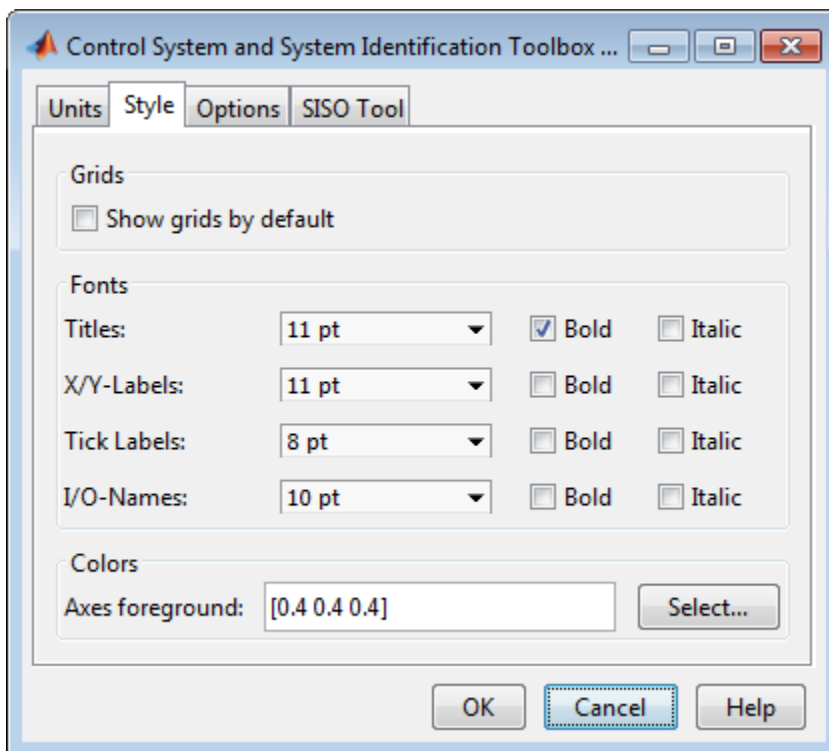 Control System and System Identification Toolbox ...
Units Style Options SISO Tool
Grids
Show grids by default
Fonts
Titles: 11 pt Bold Italic
X/Y-Labels: 11 pt Bold Italic
Tick Labels: 8 pt Bold Italic
I/O-Names: 10 pt Bold Italic
Colors
Axes foreground: [0.4 0.4 0.4] Select...
OK Cancel Help